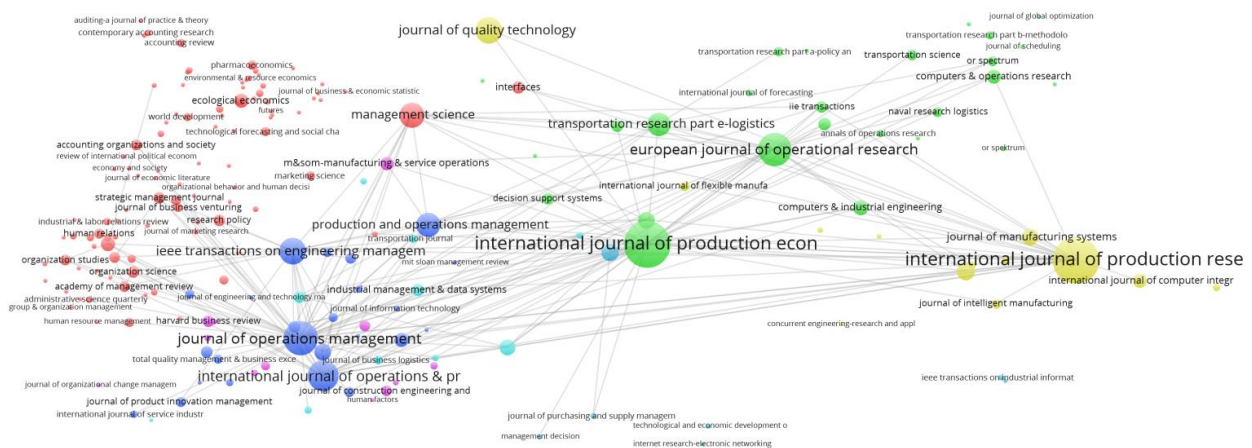 auditing-a journal of practice & theory
contemporary accounting research
accounting review
journal of quality technology
journal of global optimization
transportation research part b-methodolo
journal of scheduling
transportation research part a-policy an
transportation science
or spectrum
computers & operations research
pharmacoeconomics
environmental & resource economics
journal of business & economic statistic
ecological economics
futures
world development
technological forecasting and social cha
interfaces
international journal of forecasting
iie transactions
naval research logistics
management science
transportation research part e-logistics
annals of operations research
accounting organizations and society
review of international political econom
economy and society
journal of economic literature
european journal of operational research
or spectrum
m&som-manufacturing & service operations
marketing science
organizational behavior and human decisi
international journal of flexible manufa
strategic management journal
journal of business venturing
decision support systems
computers & industrial engineering
industrial & labor relations review
research policy
journal of marketing research
human relations
production and operations management
transportation journal
international journal of production econ
journal of manufacturing systems
ieee transactions on engineering managem
organization studies
mit sloan management review
international journal of production rese
organization science
academy of management review
international journal of computer integr
industrial management & data systems
administrative science quarterly
journal of engineering and technology ma
group & organization management
journal of information technology
journal of intelligent manufacturing
human resource management
harvard business review
concurrent engineering-research and appl
journal of operations management
total quality management & business exce
journal of business logistics
international journal of operations & pr
ieee transactions on industrial informat
journal of organizational change managem
journal of construction engineering and
human factors
journal of product innovation management
international journal of service industr
journal of purchasing and supply managem
technological and economic development o
management decision
internet research-electronic networking